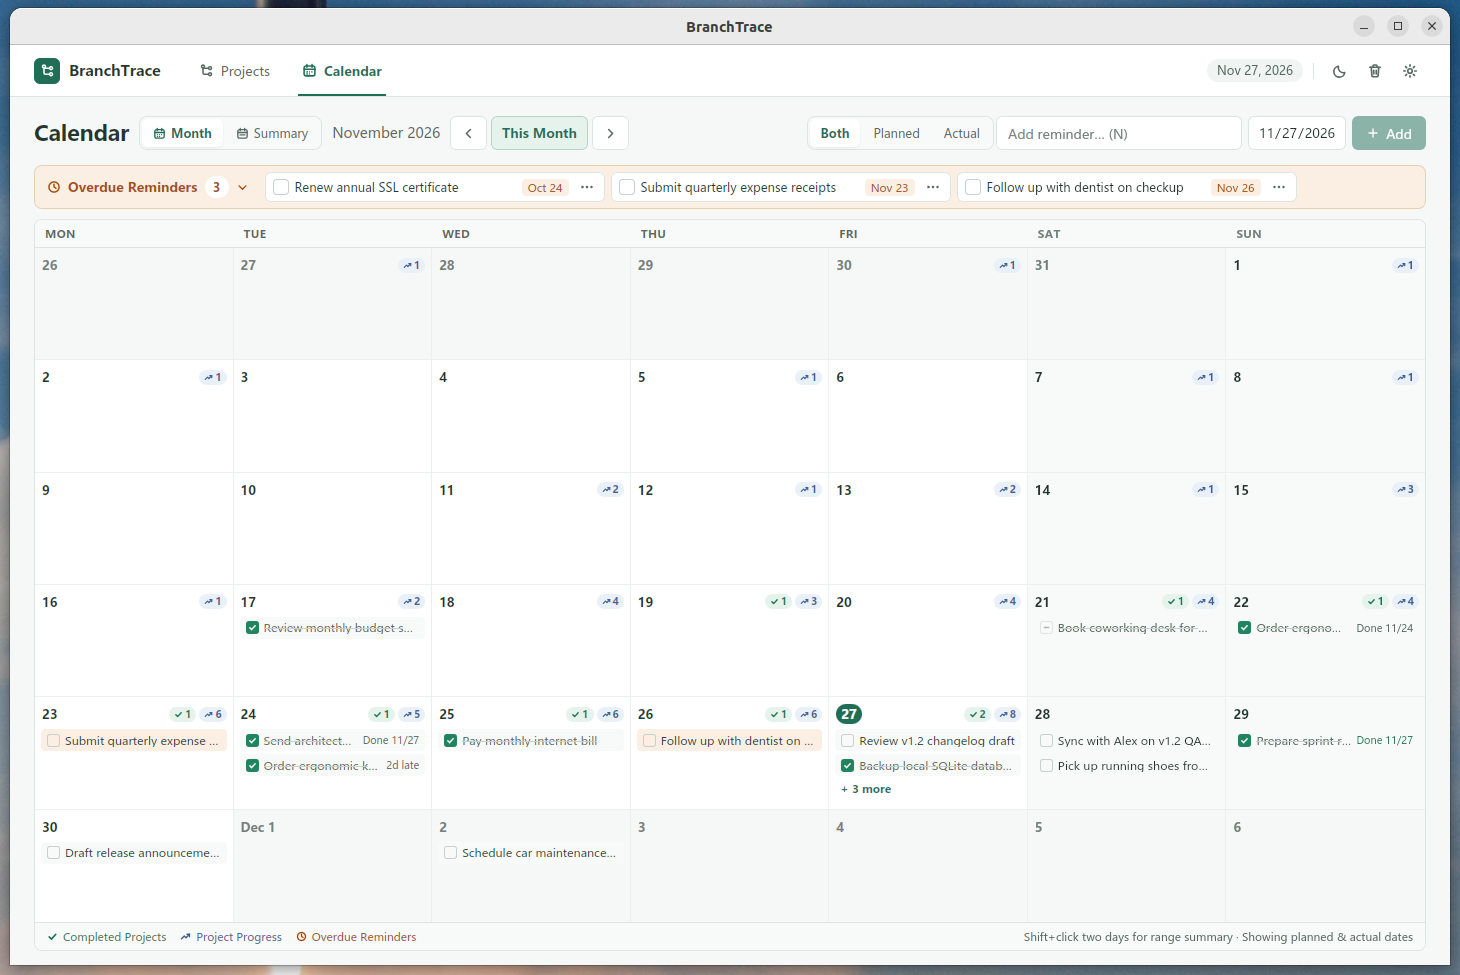 BranchTrace
BranchTrace Projects Calendar Nov 27, 2026
Calendar Month Summary November 2026 This Month Both Planned Actual Add reminder... (N) 11/27/2026 + Add
Overdue Reminders 3 Renew annual SSL certificate Oct 24 ··· Submit quarterly expense receipts Nov 23 ··· Follow up with dentist on checkup Nov 26 ···
MON TUE WED THU FRI SAT SUN
26 27 1 28 29 30 1 31 1 1
2 1 3 4 5 1 6 7 1 8 1
9 10 11 2 12 1 13 2 14 1 15 3
16 1 17 2 18 4 19 1 3 20 4 21 1 4 22 1 4
Review monthly budget s... Book coworking desk for ... Order ergono... Done 11/24
23 1 6 24 1 5 25 1 6 26 1 6 27 2 8 28 29
Submit quarterly expense ... Send architect... Done 11/27 Pay monthly internet bill Follow up with dentist on ... Review v1.2 changelog draft Sync with Alex on v1.2 QA... Prepare sprint r... Done 11/27
Order ergonomic k... 2d late Backup local SQLite datab... Pick up running shoes fro...
+ 3 more
30 Dec 1 2 3 4 5 6
Draft release announceme... Schedule car maintenance...
Completed Projects Project Progress Overdue Reminders Shift+click two days for range summary · Showing planned & actual dates